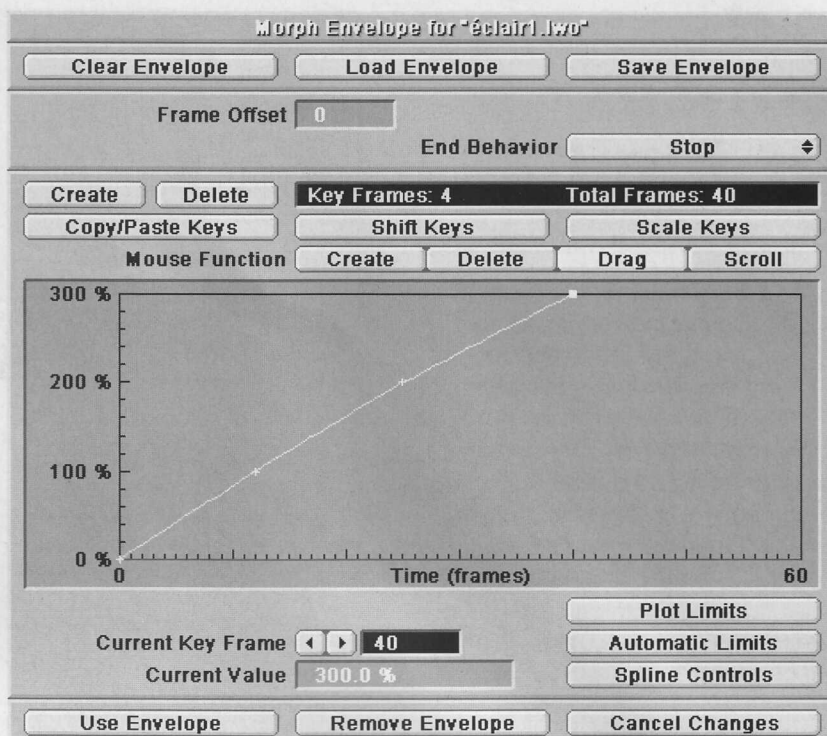 Morph Envelope for "éclair1.lwo"
Clear Envelope Load Envelope Save Envelope
Frame Offset 0
End Behavior Stop
Create Delete Key Frames: 4 Total Frames: 40
Copy/Paste Keys Shift Keys Scale Keys
Mouse Function Create Delete Drag Scroll
300 %
200 %
100 %
0 %
0 Time (frames) 60
Plot Limits
Current Key Frame 40 Automatic Limits
Current Value 300.0 % Spline Controls
Use Envelope Remove Envelope Cancel Changes